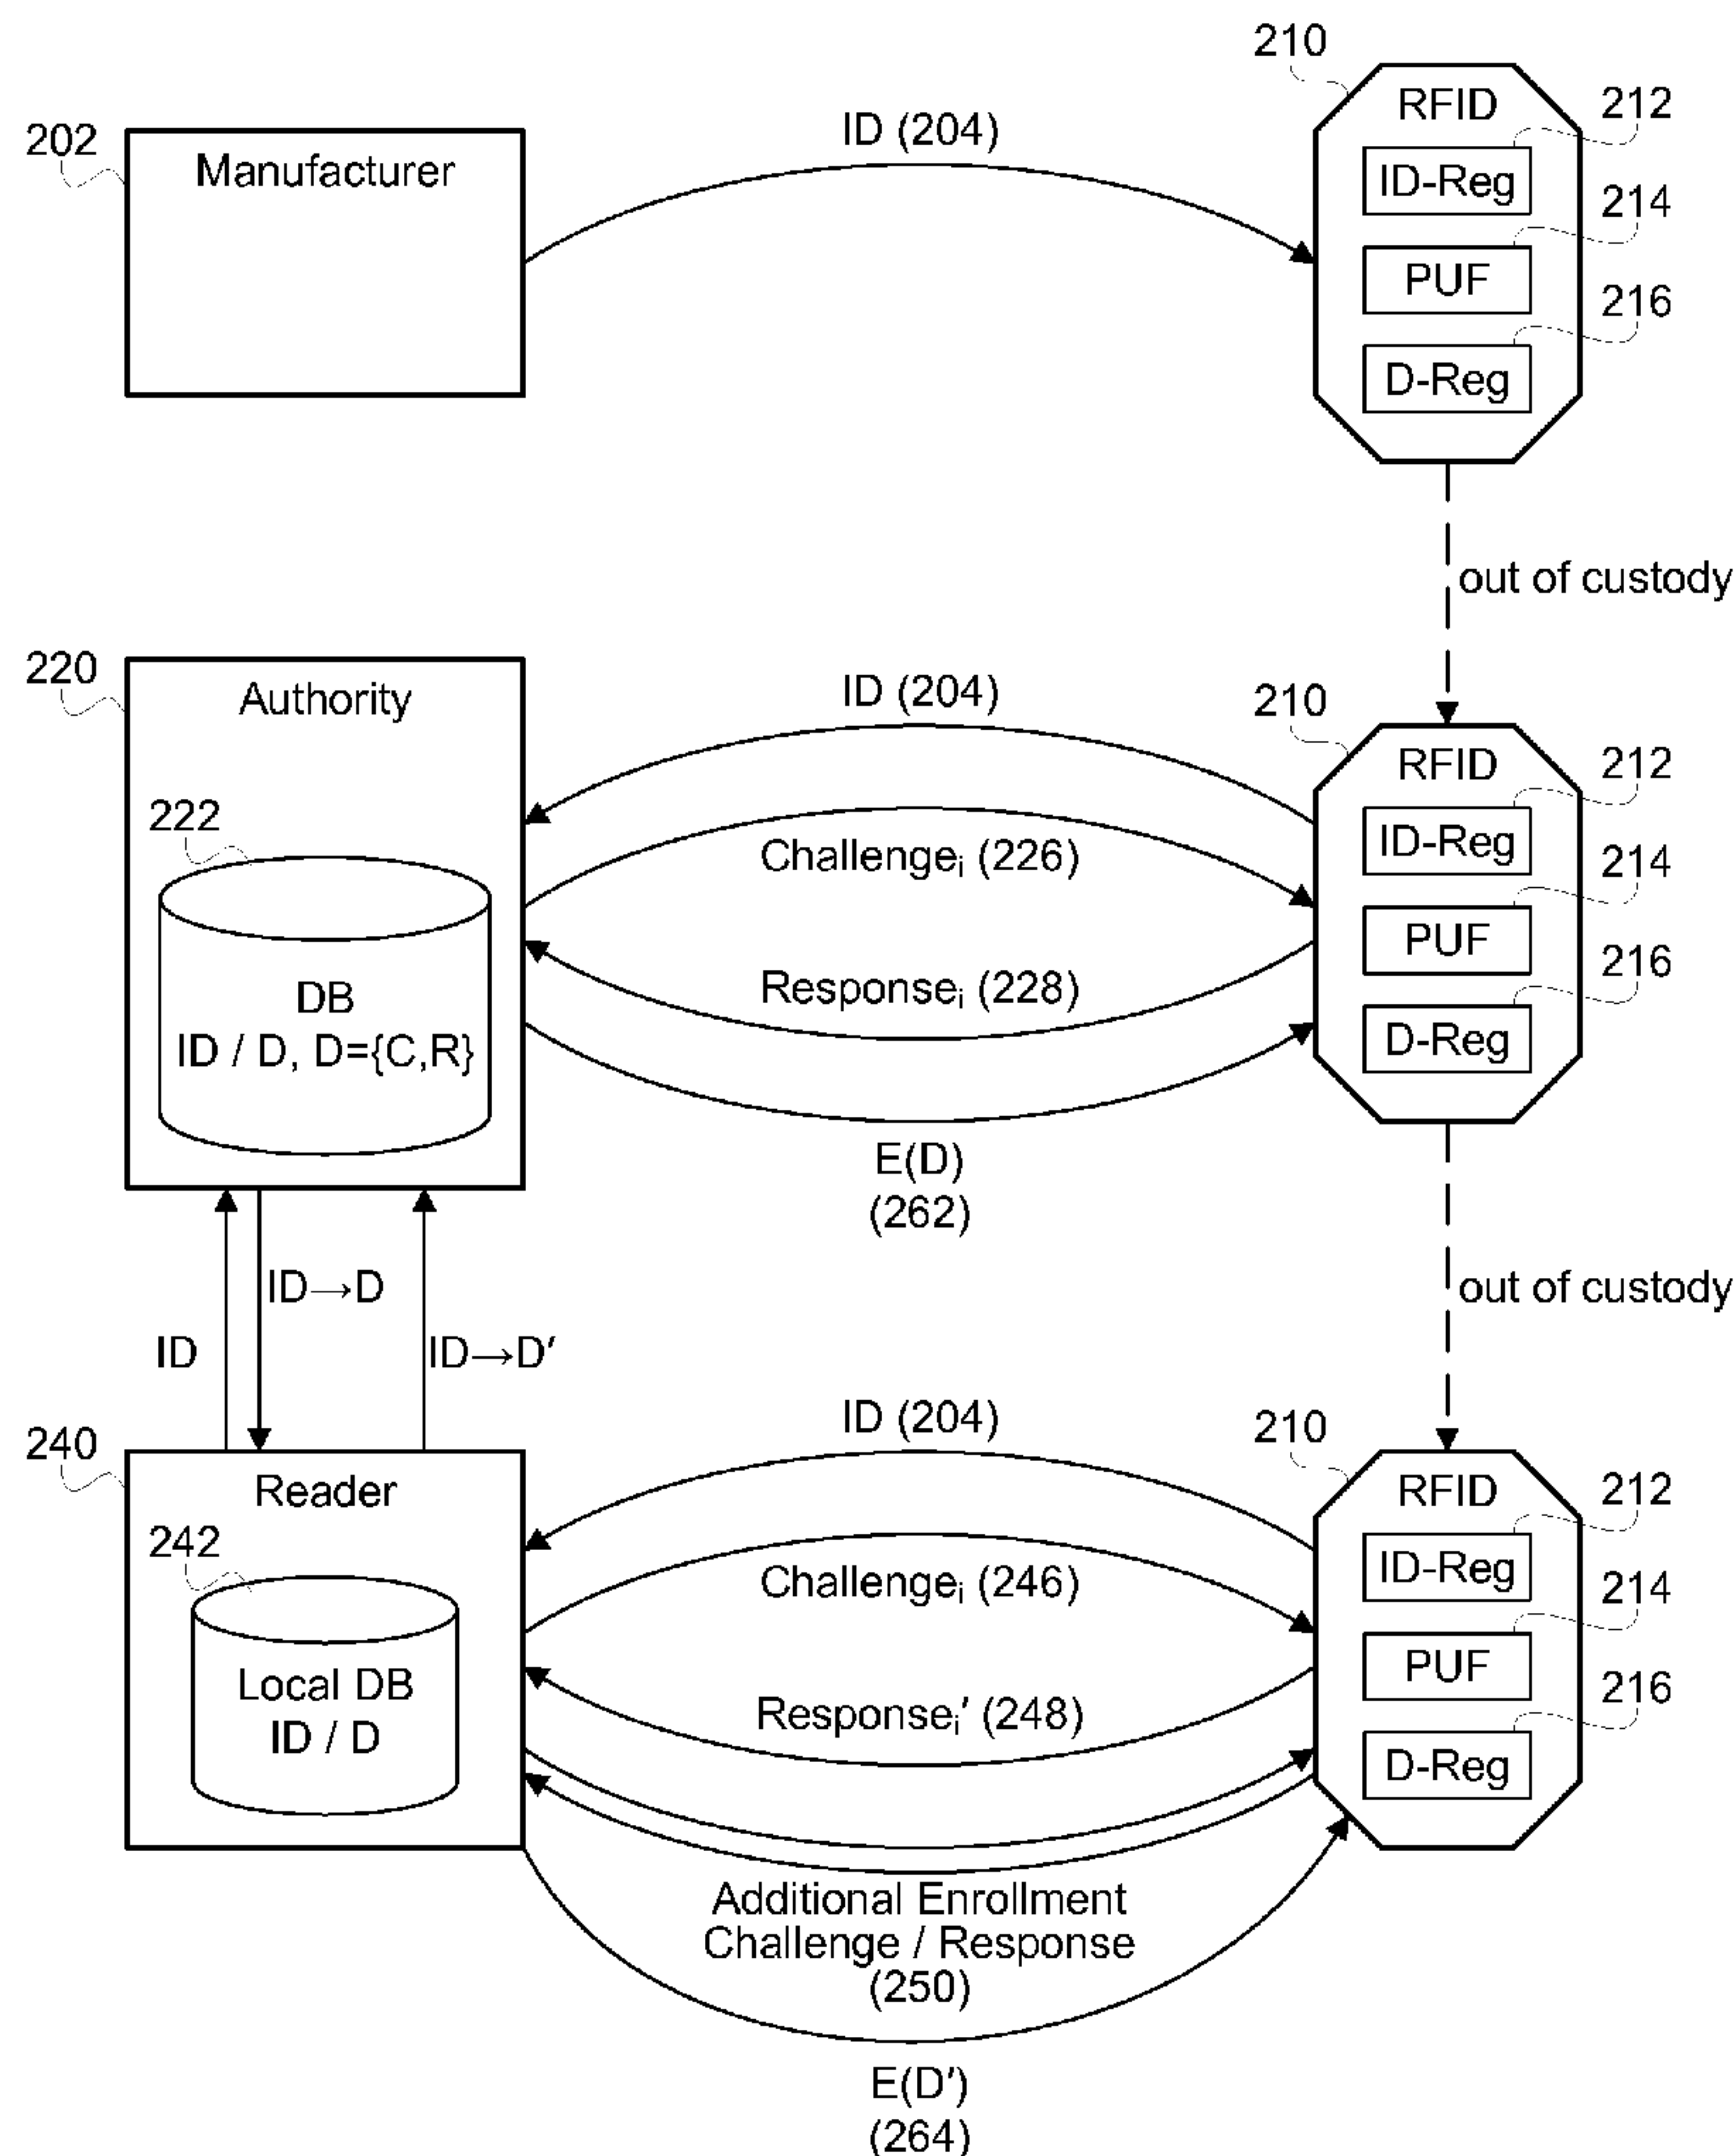 210
RFID
212
202
Manufacturer
ID (204)
ID-Reg
214
PUF
216
D-Reg
out of custody
220
Authority
ID (204)
210
RFID
212
222
Challengei (226)
ID-Reg
214
PUF
216
DB
ID / D, D={C,R}
Responsei (228)
D-Reg
E(D)
(262)
ID→D
out of custody
ID
ID→D′
240
Reader
ID (204)
210
RFID
212
242
Challengei (246)
ID-Reg
214
PUF
216
Local DB
ID / D
Responsei′ (248)
D-Reg
Additional Enrollment
Challenge / Response
(250)
E(D′)
(264)